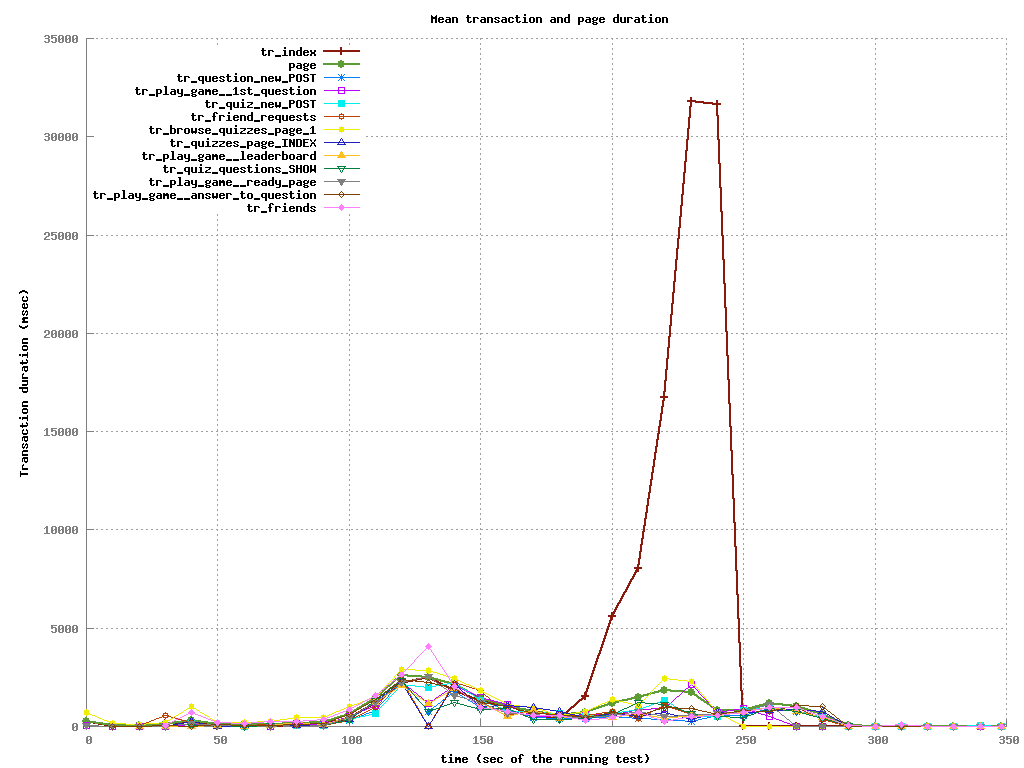 Mean transaction and page duration
35000
30000
25000
20000
15000
10000
5000
0
Transaction duration (msec)
tr_index
page
tr_question_new_POST
tr_play_game__1st_question
tr_quiz_new_POST
tr_friend_requests
tr_browse_quizzes_page_1
tr_quizzes_page_INDEX
tr_play_game__leaderboard
tr_quiz_questions_SHOW
tr_play_game__ready_page
tr_play_game__answer_to_question
tr_friends
0 50 100 150 200 250 300 350
time (sec of the running test)